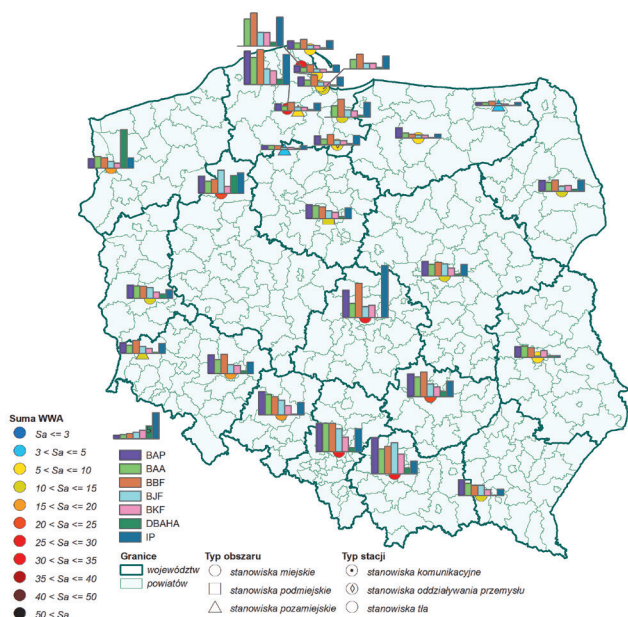 Suma WWA
Sa <= 3
3 < Sa <= 5
5 < Sa <= 10
10 < Sa <= 15
15 < Sa <= 20
20 < Sa <= 25
25 < Sa <= 30
30 < Sa <= 35
35 < Sa <= 40
40 < Sa <= 50
50 < Sa
BAP
BAA
BBF
BJF
BKF
DBAHA
IP
Granice
województw
powiatów
Typ obszaru
stanowiska miejskie
stanowiska podmiejskie
stanowiska pozamiejskie
Typ stacji
stanowiska komunikacyjne
stanowiska oddziaływania przemysłu
stanowiska tła